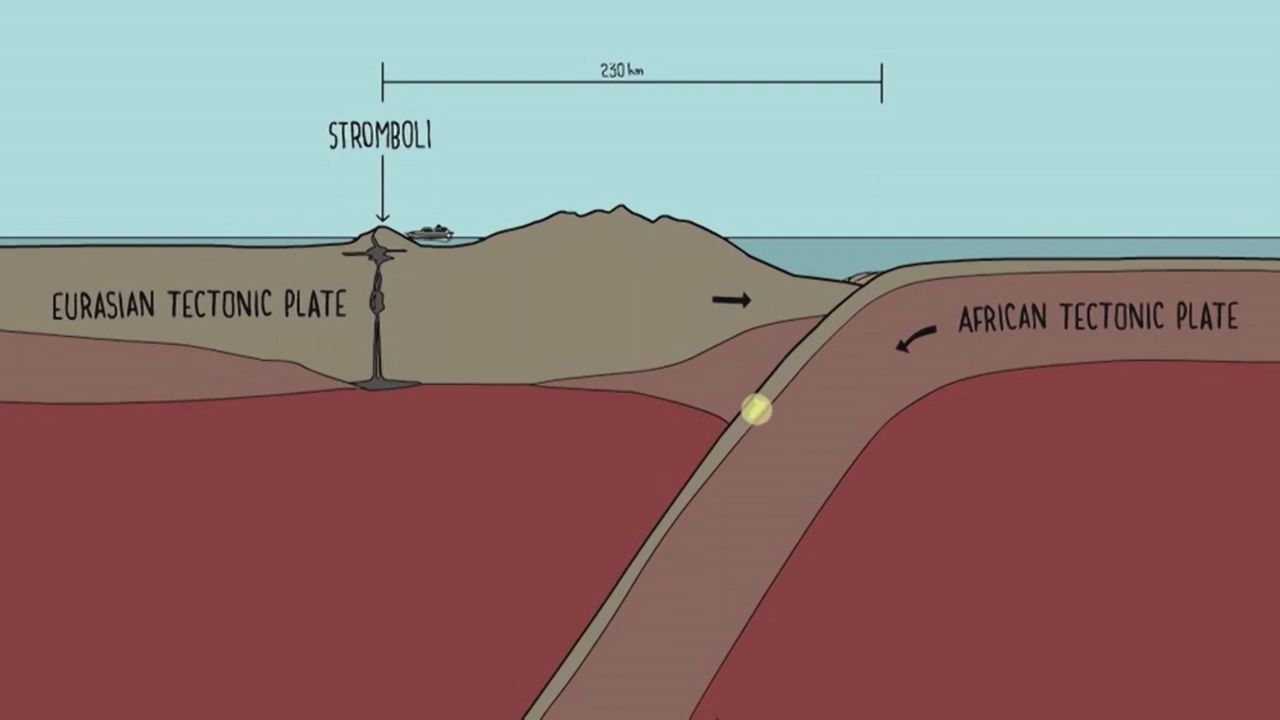 230 km
STROMBOLI
EURASIAN TECTONIC PLATE
AFRICAN TECTONIC PLATE